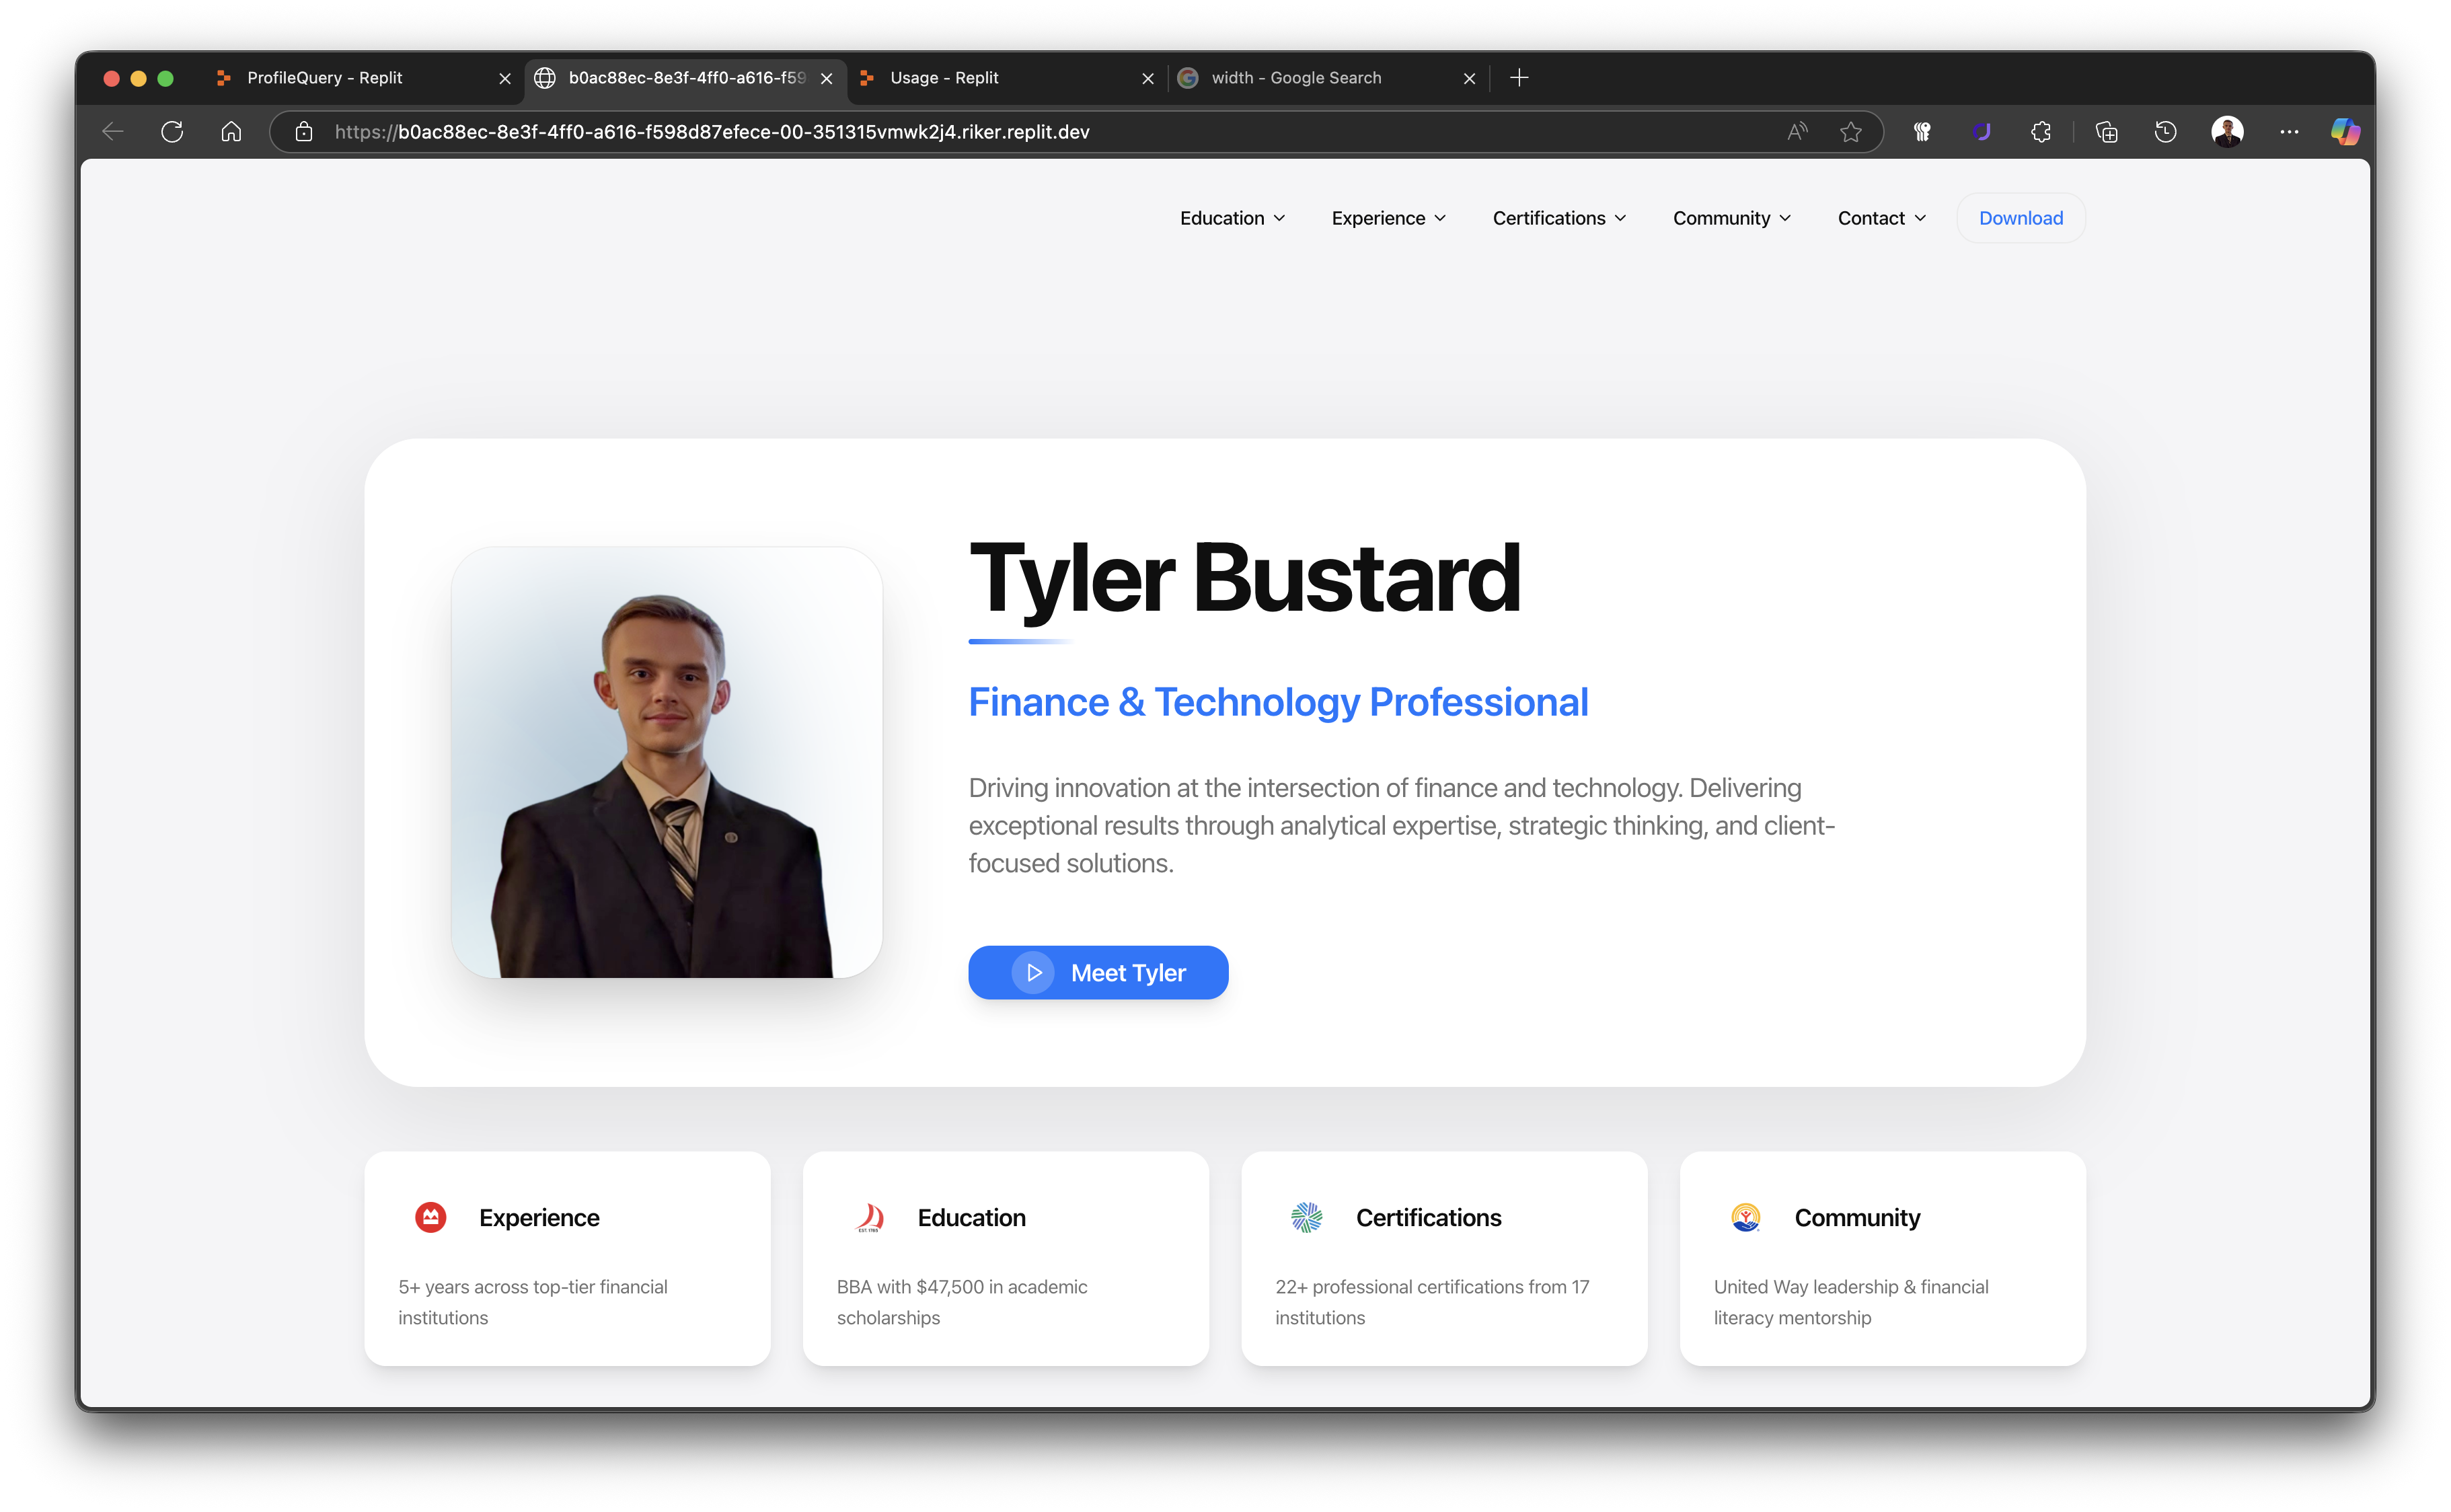 ProfileQuery - Replit
b0ac88ec-8e3f-4ff0-a616-f59
Usage - Replit
width - Google Search
https://b0ac88ec-8e3f-4ff0-a616-f598d87efece-00-351315vmwk2j4.riker.replit.dev
Education
Experience
Certifications
Community
Contact
Download
Tyler Bustard
Finance & Technology Professional
Driving innovation at the intersection of finance and technology. Delivering
exceptional results through analytical expertise, strategic thinking, and client-
focused solutions.
Meet Tyler
Experience
5+ years across top-tier financial
institutions
EST. 1785
Education
BBA with $47,500 in academic
scholarships
Certifications
22+ professional certifications from 17
institutions
Community
United Way leadership & financial
literacy mentorship